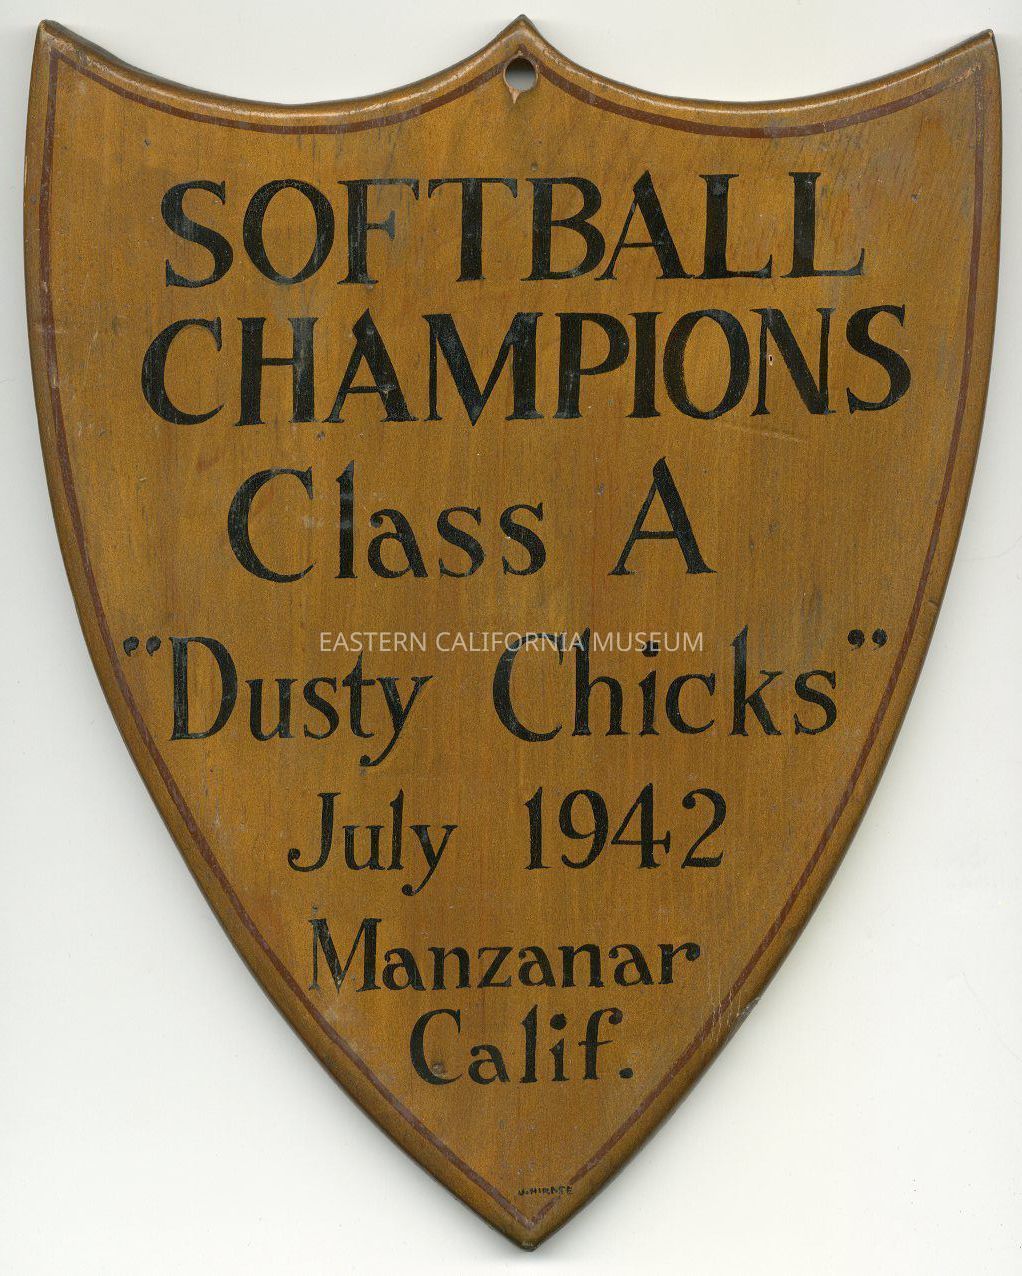 SOFTBALL
CHAMPIONS
Class A
EASTERN CALIFORNIA MUSEUM
"Dusty Chicks"
July 1942
Manzanar
Calif.